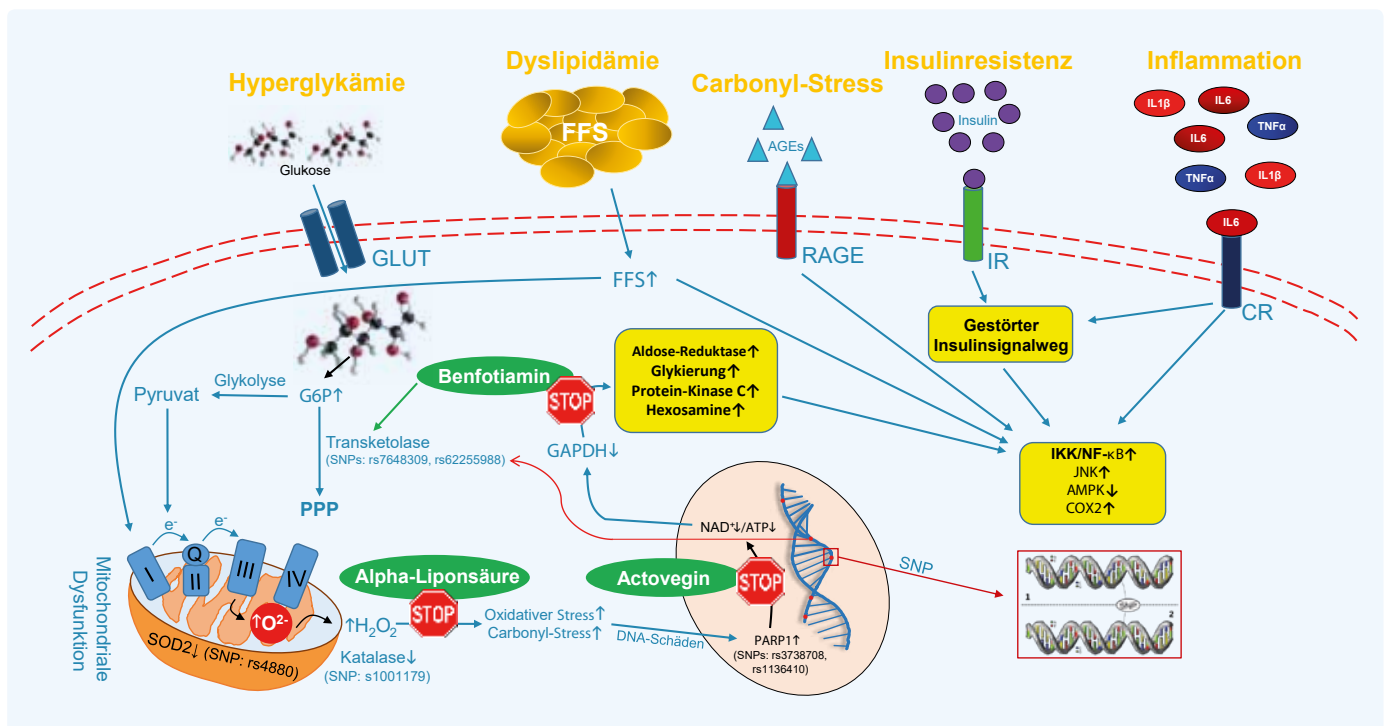 Hyperglykämie
Dyslipidämie
Carbonyl-Stress
Insulinresistenz
Inflammation
Glukose
FFS
AGEs
Insulin
IL1β
IL6
IL6
TNFα
TNFα
IL1β
IL6
GLUT
FFS↑
RAGE
IR
CR
Gestörter
Insulinsignalweg
Aldose-Reduktase↑
Glykierung↑
Protein-Kinase C↑
Hexosamine↑
Benfotiamin
STOP
Pyruvat
Glykolyse
G6P↑
Transketolase
(SNPs: rs7648309, rs62255988)
GAPDH↓
PPP
IKK/NF-κB↑
JNK↑
AMPK↓
COX2↑
NAD⁺↓/ATP↓
SNP
Mitochondriale
Dysfunktion
e-
e-
I
Q
II
III
IV
↑O²-
SOD2↓ (SNP: rs4880)
Alpha-Liponsäure
STOP
↑H₂O₂
Katalase↓
(SNP: s1001179)
Oxidativer Stress↑
Carbonyl-Stress↑
DNA-Schäden
Actovegin
STOP
PARP1↑
(SNPs: rs3738708,
rs1136410)
1
SNP
2